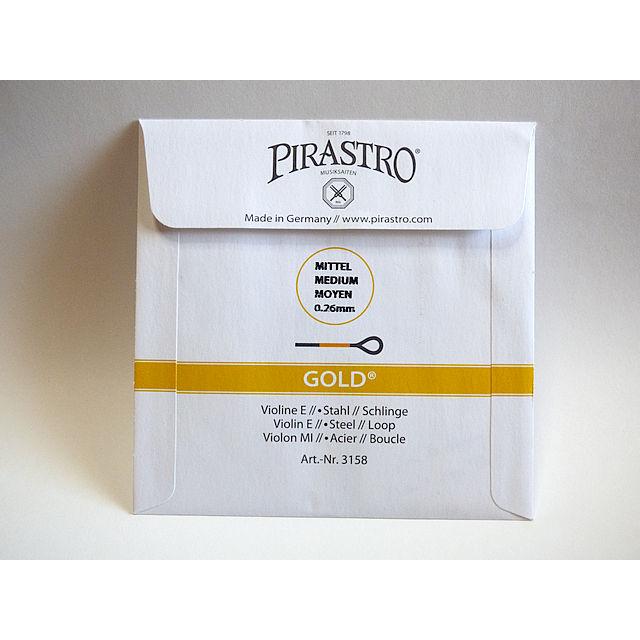 SEIT 1798
PIRASTRO®
MUSIKSAITEN
Made in Germany // www.pirastro.com
MITTEL
MEDIUM
MOYEN
0.26mm
GOLD®
Violine E //•Stahl // Schlinge
Violin E //•Steel // Loop
Violon MI //•Acier // Boucle
Art.-Nr. 3158